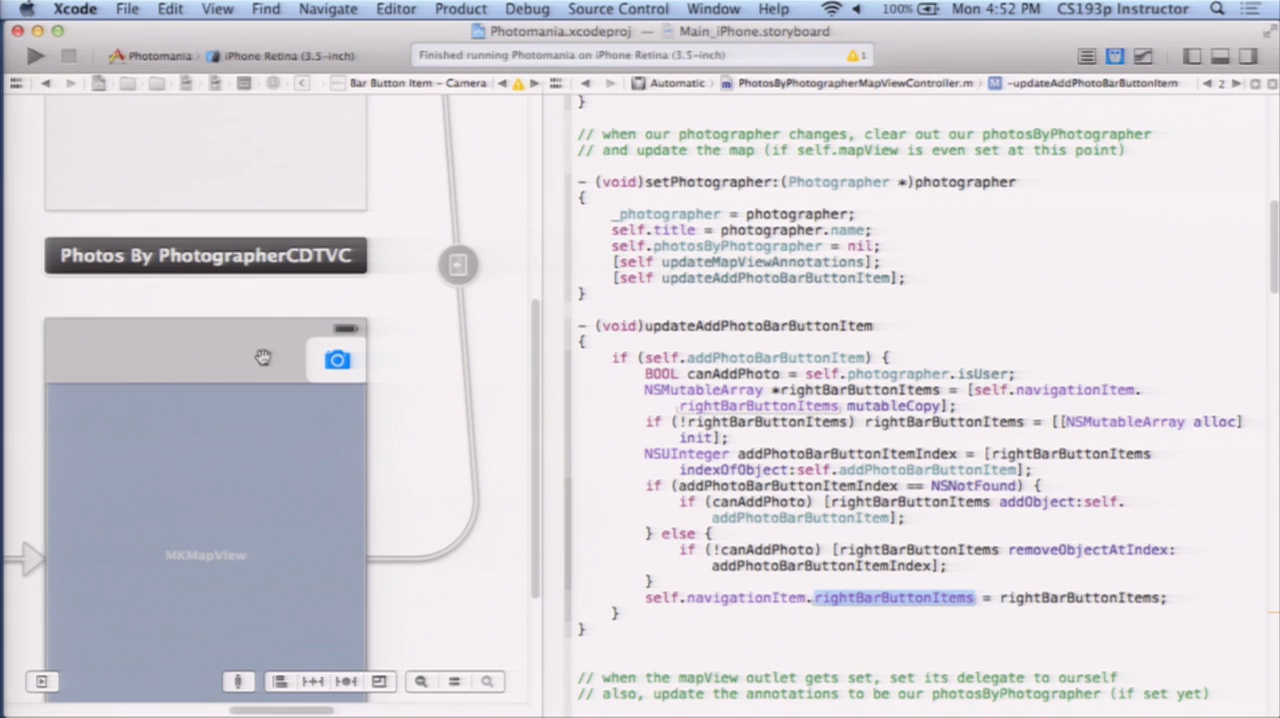 Xcode File Edit View Find Navigate Editor Product Debug Source Control Window Help 100% Mon 4:52 PM CS193p Instructor
Photomania.xcodeproj — Main_iPhone.storyboard
Photomania iPhone Retina (3.5-inch) Finished running Photomania on iPhone Retina (3.5-inch) 1
Bar Button Item – Camera Automatic PhotosByPhotographerMapViewController.m M -updateAddPhotoBarButtonItem 2
}
// when our photographer changes, clear out our photosByPhotographer
// and update the map (if self.mapView is even set at this point)
- (void)setPhotographer:(Photographer *)photographer
{
_photographer = photographer;
self.title = photographer.name;
self.photosByPhotographer = nil;
[self updateMapViewAnnotations];
[self updateAddPhotoBarButtonItem];
}
Photos By PhotographerCDTVC
- (void)updateAddPhotoBarButtonItem
{
if (self.addPhotoBarButtonItem) {
BOOL canAddPhoto = self.photographer.isUser;
NSMutableArray *rightBarButtonItems = [self.navigationItem.
rightBarButtonItems mutableCopy];
if (!rightBarButtonItems) rightBarButtonItems = [[NSMutableArray alloc]
init];
NSUInteger addPhotoBarButtonItemIndex = [rightBarButtonItems
indexOfObject:self.addPhotoBarButtonItem];
if (addPhotoBarButtonItemIndex == NSNotFound) {
if (canAddPhoto) [rightBarButtonItems addObject:self.
addPhotoBarButtonItem];
} else {
if (!canAddPhoto) [rightBarButtonItems removeObjectAtIndex:
addPhotoBarButtonItemIndex];
}
self.navigationItem.rightBarButtonItems = rightBarButtonItems;
}
}
MKMapView
// when the mapView outlet gets set, set its delegate to ourself
// also, update the annotations to be our photosByPhotographer (if set yet)